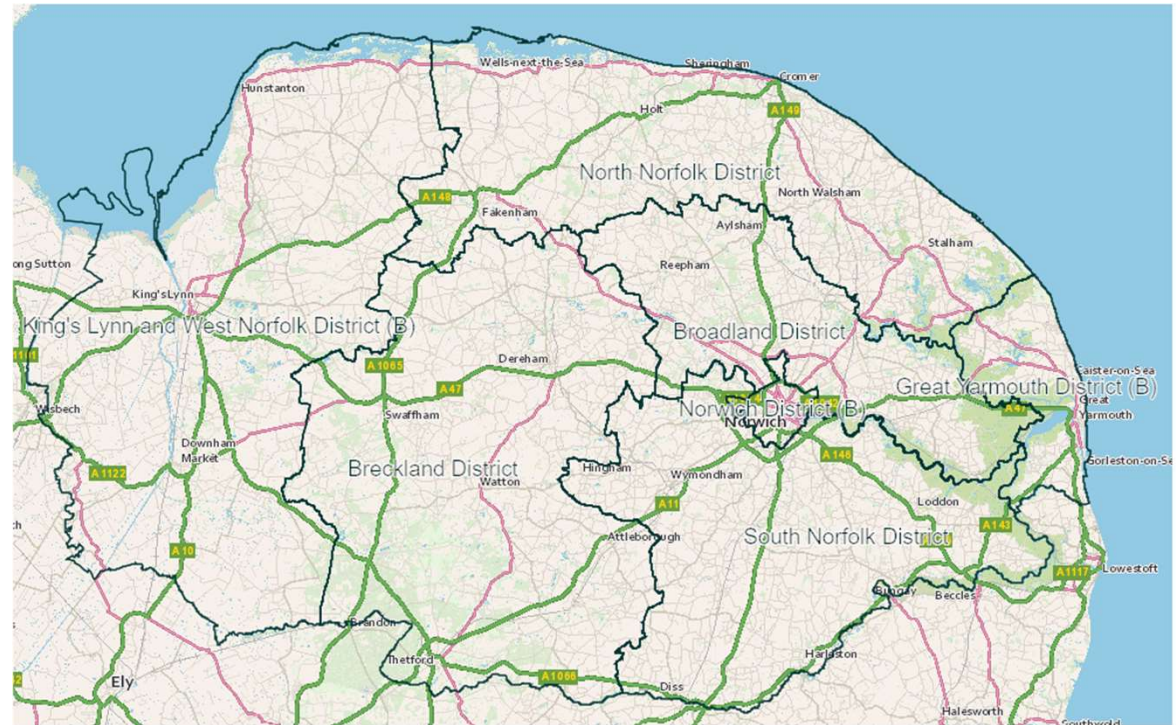 Wells-next-the-Sea
Sheringham
Cromer
Hunstanton
Holt
A149
North Norfolk District
North Walsham
A148
Fakenham
Aylsham
Stalham
ong Sutton
Reepham
King's Lynn
King's Lynn and West Norfolk District (B)
Broadland District
1101
A1065
Dereham
Caister-on-Sea
A47
Great Yarmouth District (B)
Wisbech
Swaffham
Norwich District (B)
A47
Great
Yarmouth
Norwich
Downham
Market
A146
Gorleston-on-Se
A1122
Breckland District
Hingham
Wymondham
Watton
A11
Loddon
A143
South Norfolk District
Attleborough
A10
A1117
Lowestoft
Bungay
Beccles
Brandon
Thetford
Harleston
A1066
Ely
Diss
Halesworth
Southwold